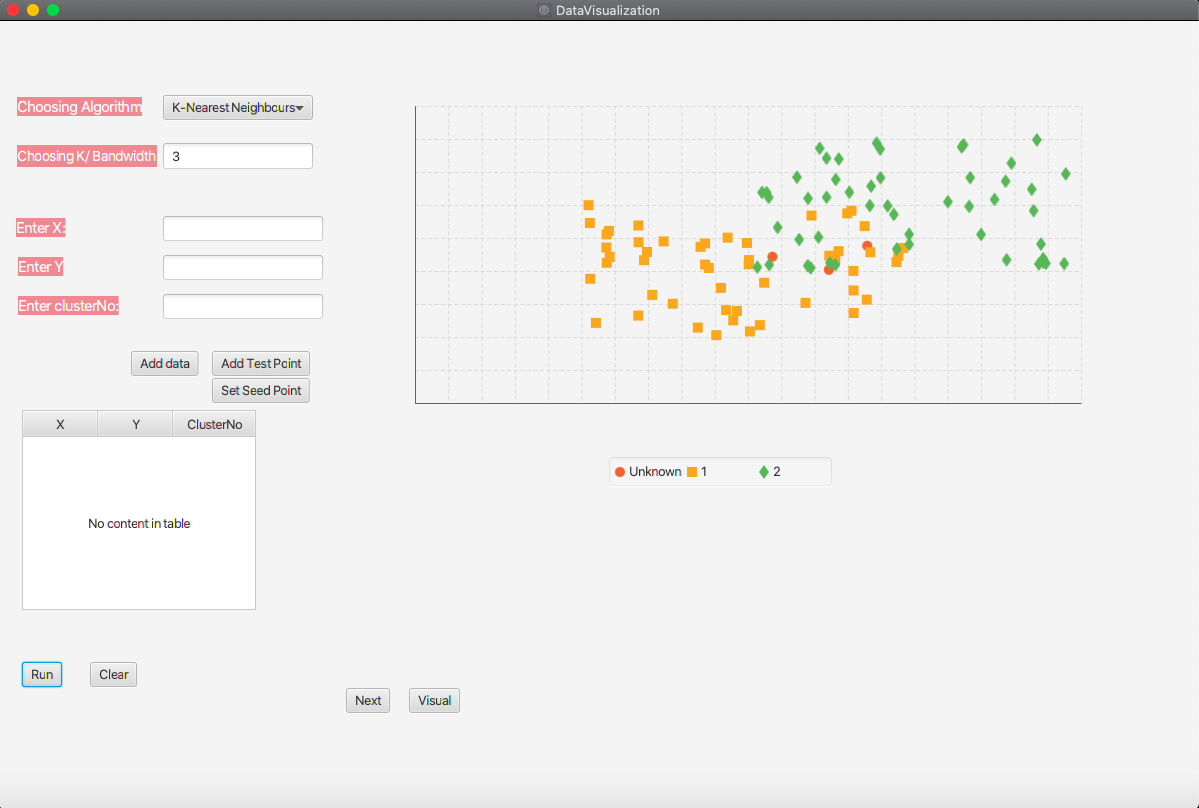 DataVisualization
Choosing Algorithm
K-Nearest Neighbours
Choosing K/ Bandwidth
3
Enter X:
Enter Y
Enter clusterNo:
Add data
Add Test Point
Set Seed Point
X Y ClusterNo
No content in table
Unknown 1 2
Run
Clear
Next
Visual